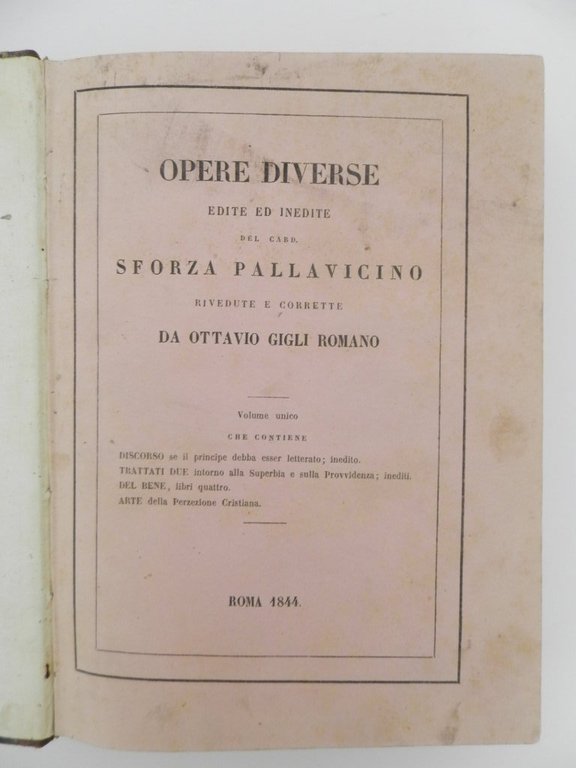 OPERE DIVERSE
EDITE ED INEDITE
DEL CARD.
SFORZA PALLAVICINO
RIVEDUTE E CORRETTE
DA OTTAVIO GIGLI ROMANO
Volume unico
CHE CONTIENE
DISCORSO se il principe debba esser letterato; inedito.
TRATTATI DUE intorno alla Superbia e sulla Provvidenza; inediti.
DEL BENE, libri quattro.
ARTE della Perzezione Cristiana.
ROMA 1844.